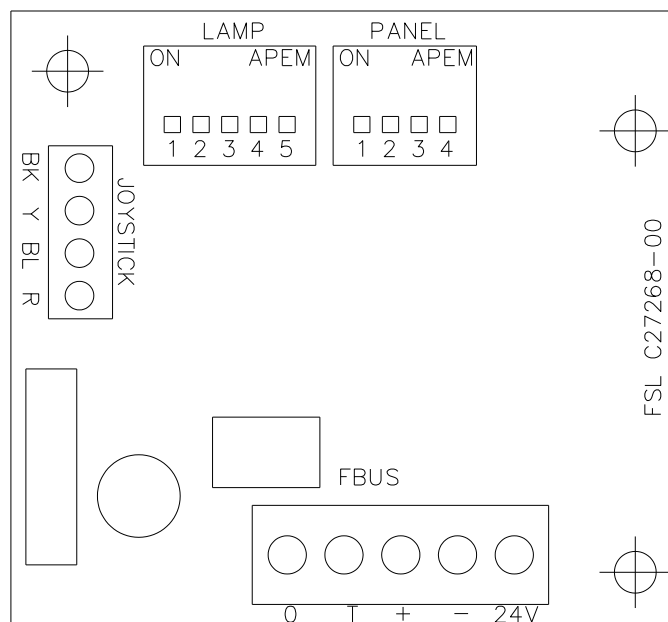 LAMP
ON APEM
1 2 3 4 5
PANEL
ON APEM
1 2 3 4
BK Y BL R
JOYSTICK
FSL C27268-00
FBUS
0 T + - 24V